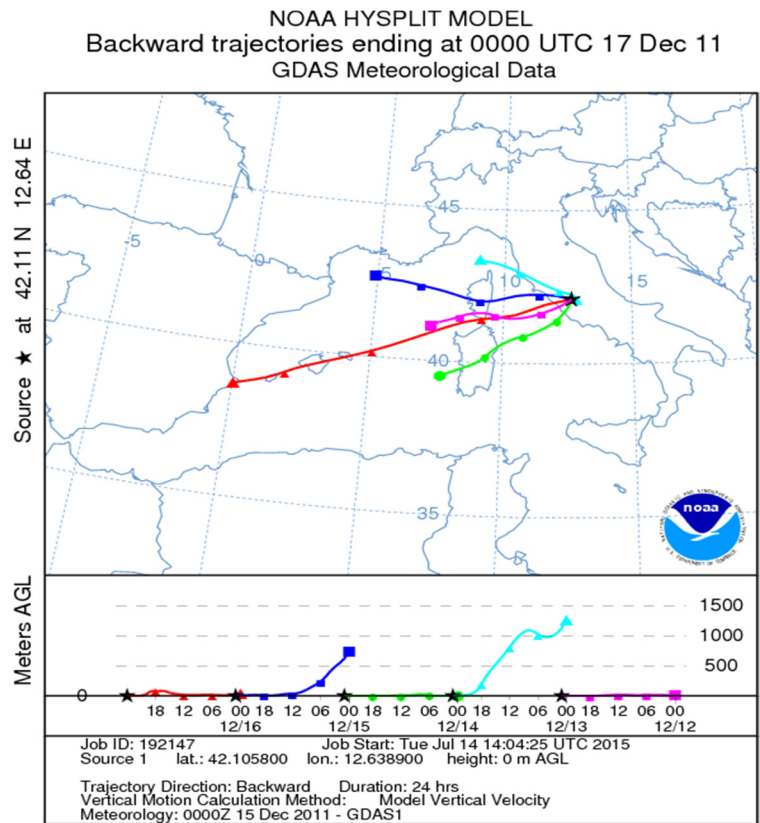 NOAA HYSPLIT MODEL
Backward trajectories ending at 0000 UTC 17 Dec 11
GDAS Meteorological Data
Source ★ at 42.11 N 12.64 E
45
-5
0
5
10
15
40
35
noaa
Meters AGL
1500
1000
500
0
18 12 06 00 18 12 06 00 18 12 06 00 18 12 06 00 18 12 06 00
12/16 12/15 12/14 12/13 12/12
Job ID: 192147 Job Start: Tue Jul 14 14:04:25 UTC 2015
Source 1 lat.: 42.105800 lon.: 12.638900 height: 0 m AGL
Trajectory Direction: Backward Duration: 24 hrs
Vertical Motion Calculation Method: Model Vertical Velocity
Meteorology: 0000Z 15 Dec 2011 - GDAS1